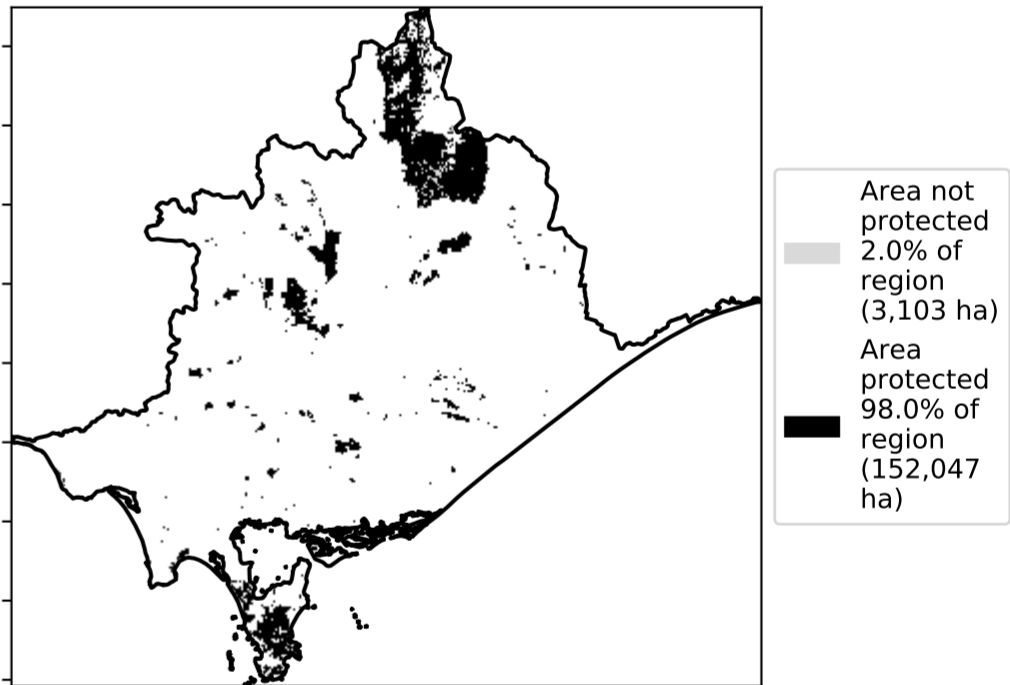 Area not
protected
2.0% of
region
(3,103 ha)
Area
protected
98.0% of
region
(152,047
ha)